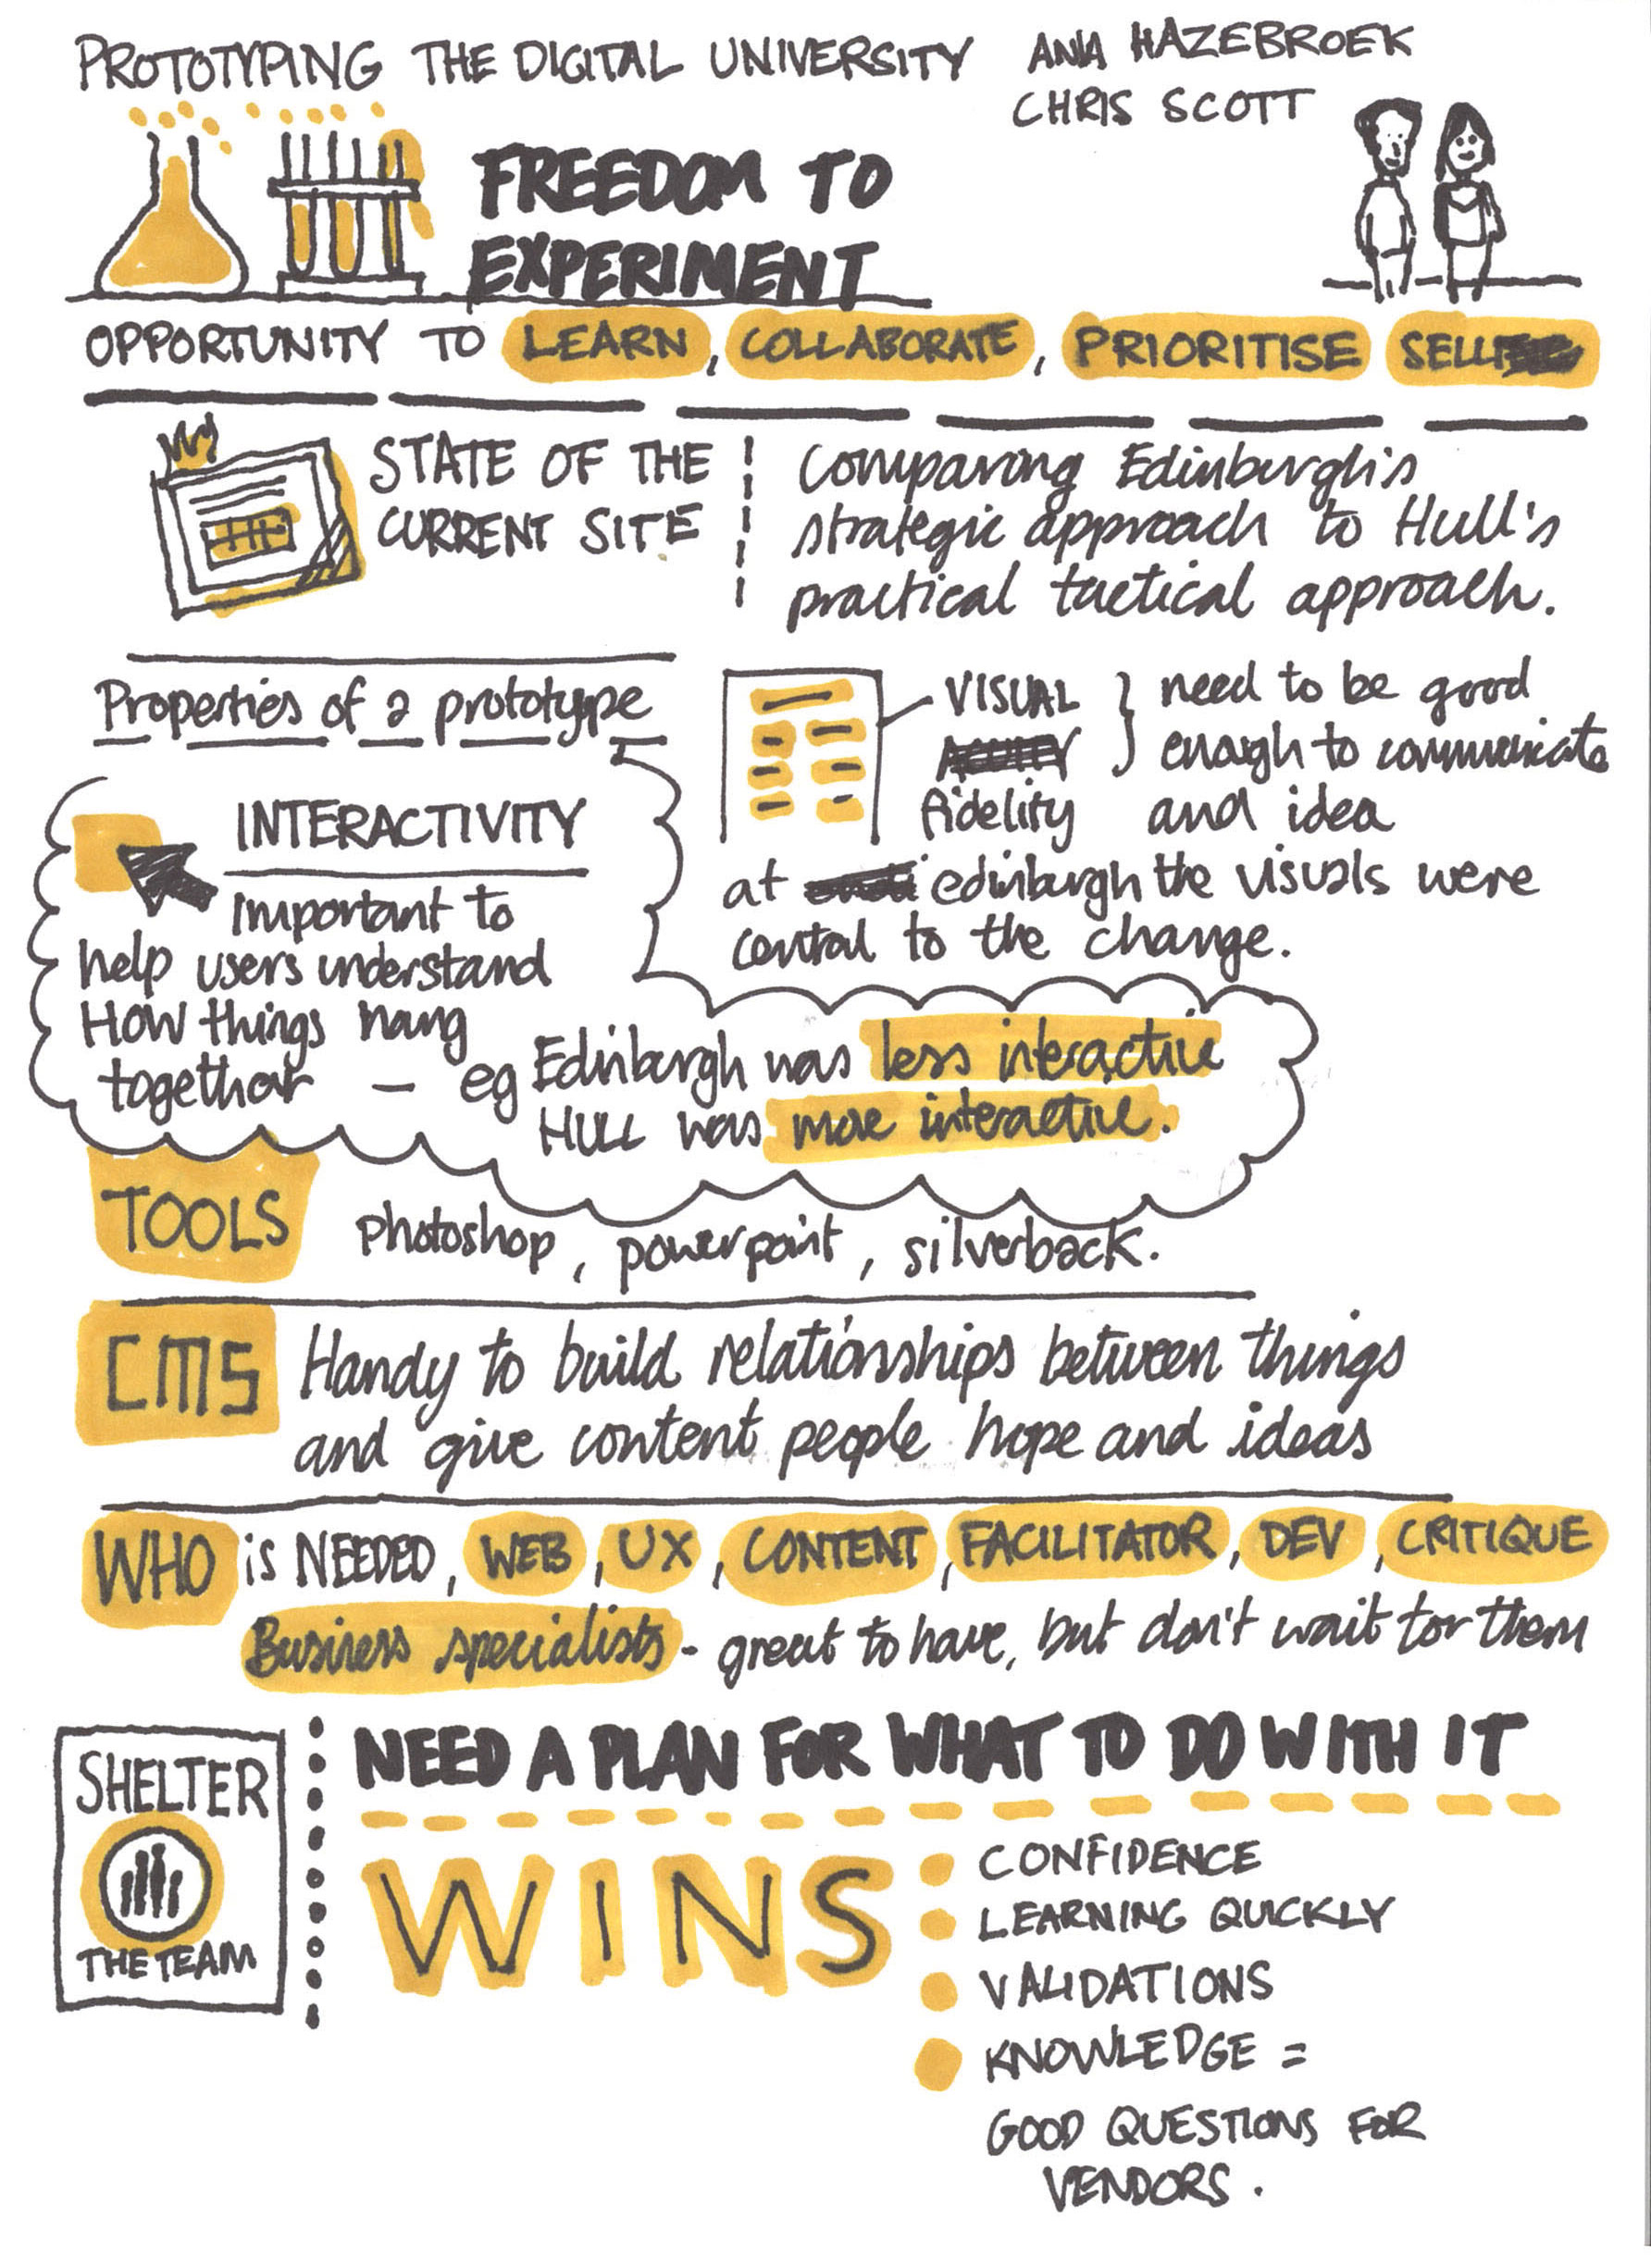 PROTOTYPING THE DIGITAL UNIVERSITY
ANA HAZEBROEK
CHRIS SCOTT
FREEDOM TO
EXPERIMENT
OPPORTUNITY TO LEARN, COLLABORATE, PRIORITISE SELL
STATE OF THE
CURRENT SITE
Comparing Edinburgh's
strategic approach to Hull's
practical tactical approach.
Properties of a prototype
INTERACTIVITY
Important to
help users understand
How things hang
together - eg Edinburgh was less interactive
HULL was more interactive.
VISUAL
fidelity
need to be good
enough to communicate
and idea
at edinburgh the visuals were
central to the change.
TOOLS Photoshop, powerpoint, silverback.
CMS Handy to build relationships between things
and give content people hope and ideas
WHO is NEEDED, WEB, UX, CONTENT, FACILITATOR, DEV, CRITIQUE
Business specialists - great to have, but don't wait for them
SHELTER
THE TEAM
NEED A PLAN FOR WHAT TO DO WITH IT
WINS
CONFIDENCE
LEARNING QUICKLY
VALIDATIONS
KNOWLEDGE =
GOOD QUESTIONS FOR
VENDORS.